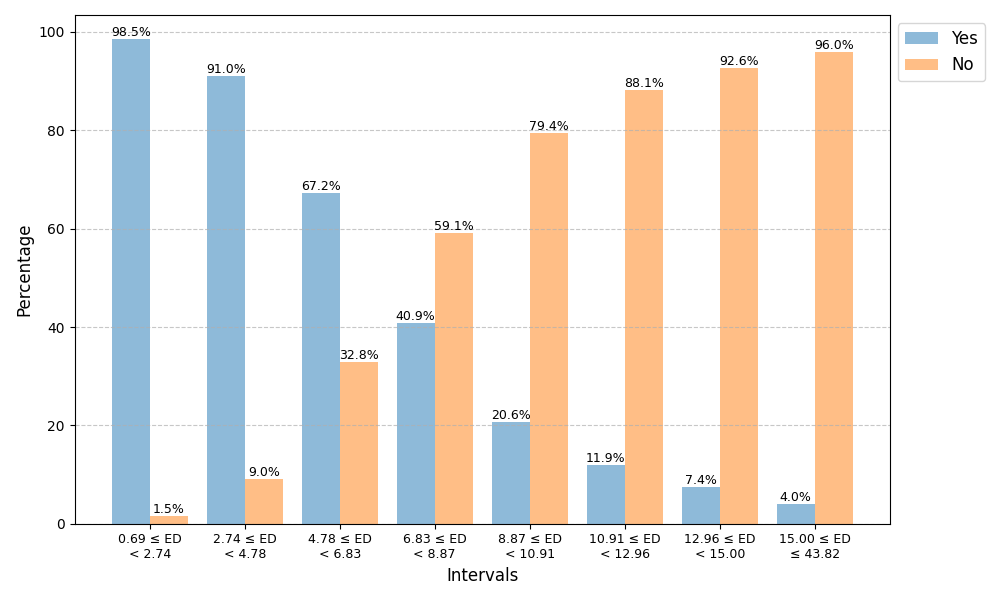 98.5%
1.5%
91.0%
9.0%
67.2%
32.8%
40.9%
59.1%
20.6%
79.4%
11.9%
88.1%
7.4%
92.6%
4.0%
96.0%
Yes
No
100
80
60
40
20
0
Percentage
0.69 ≤ ED
< 2.74
2.74 ≤ ED
< 4.78
4.78 ≤ ED
< 6.83
6.83 ≤ ED
< 8.87
8.87 ≤ ED
< 10.91
10.91 ≤ ED
< 12.96
12.96 ≤ ED
< 15.00
15.00 ≤ ED
≤ 43.82
Intervals